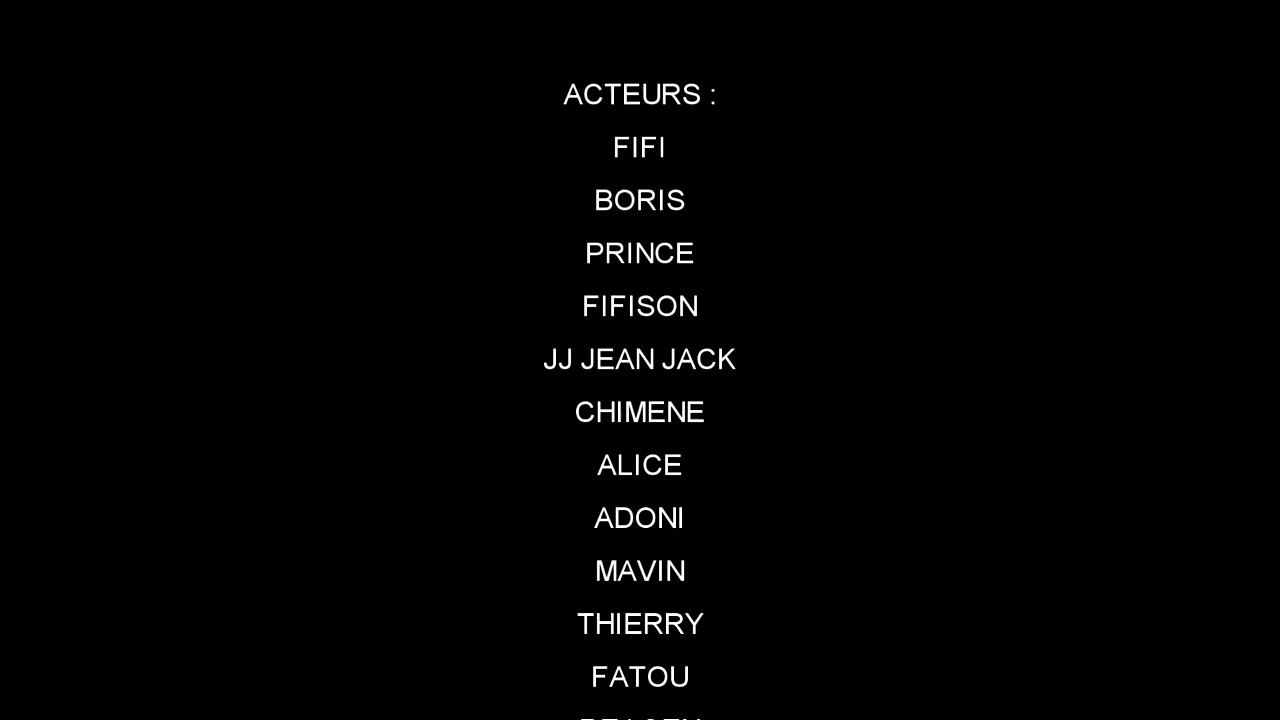 ACTEURS :
FIFI
BORIS
PRINCE
FIFISON
JJ JEAN JACK
CHIMENE
ALICE
ADONI
MAVIN
THIERRY
FATOU